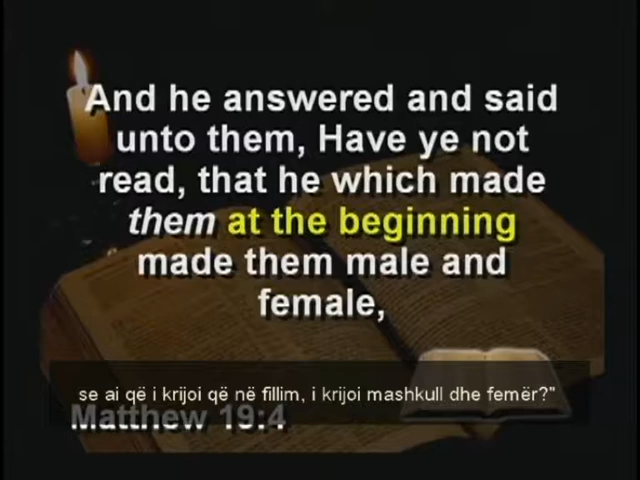 And he answered and said
unto them, Have ye not
read, that he which made
them at the beginning
made them male and
female,
se ai që i krijoi që në fillim, i krijoi mashkull dhe femër?"
Matthew 19:4